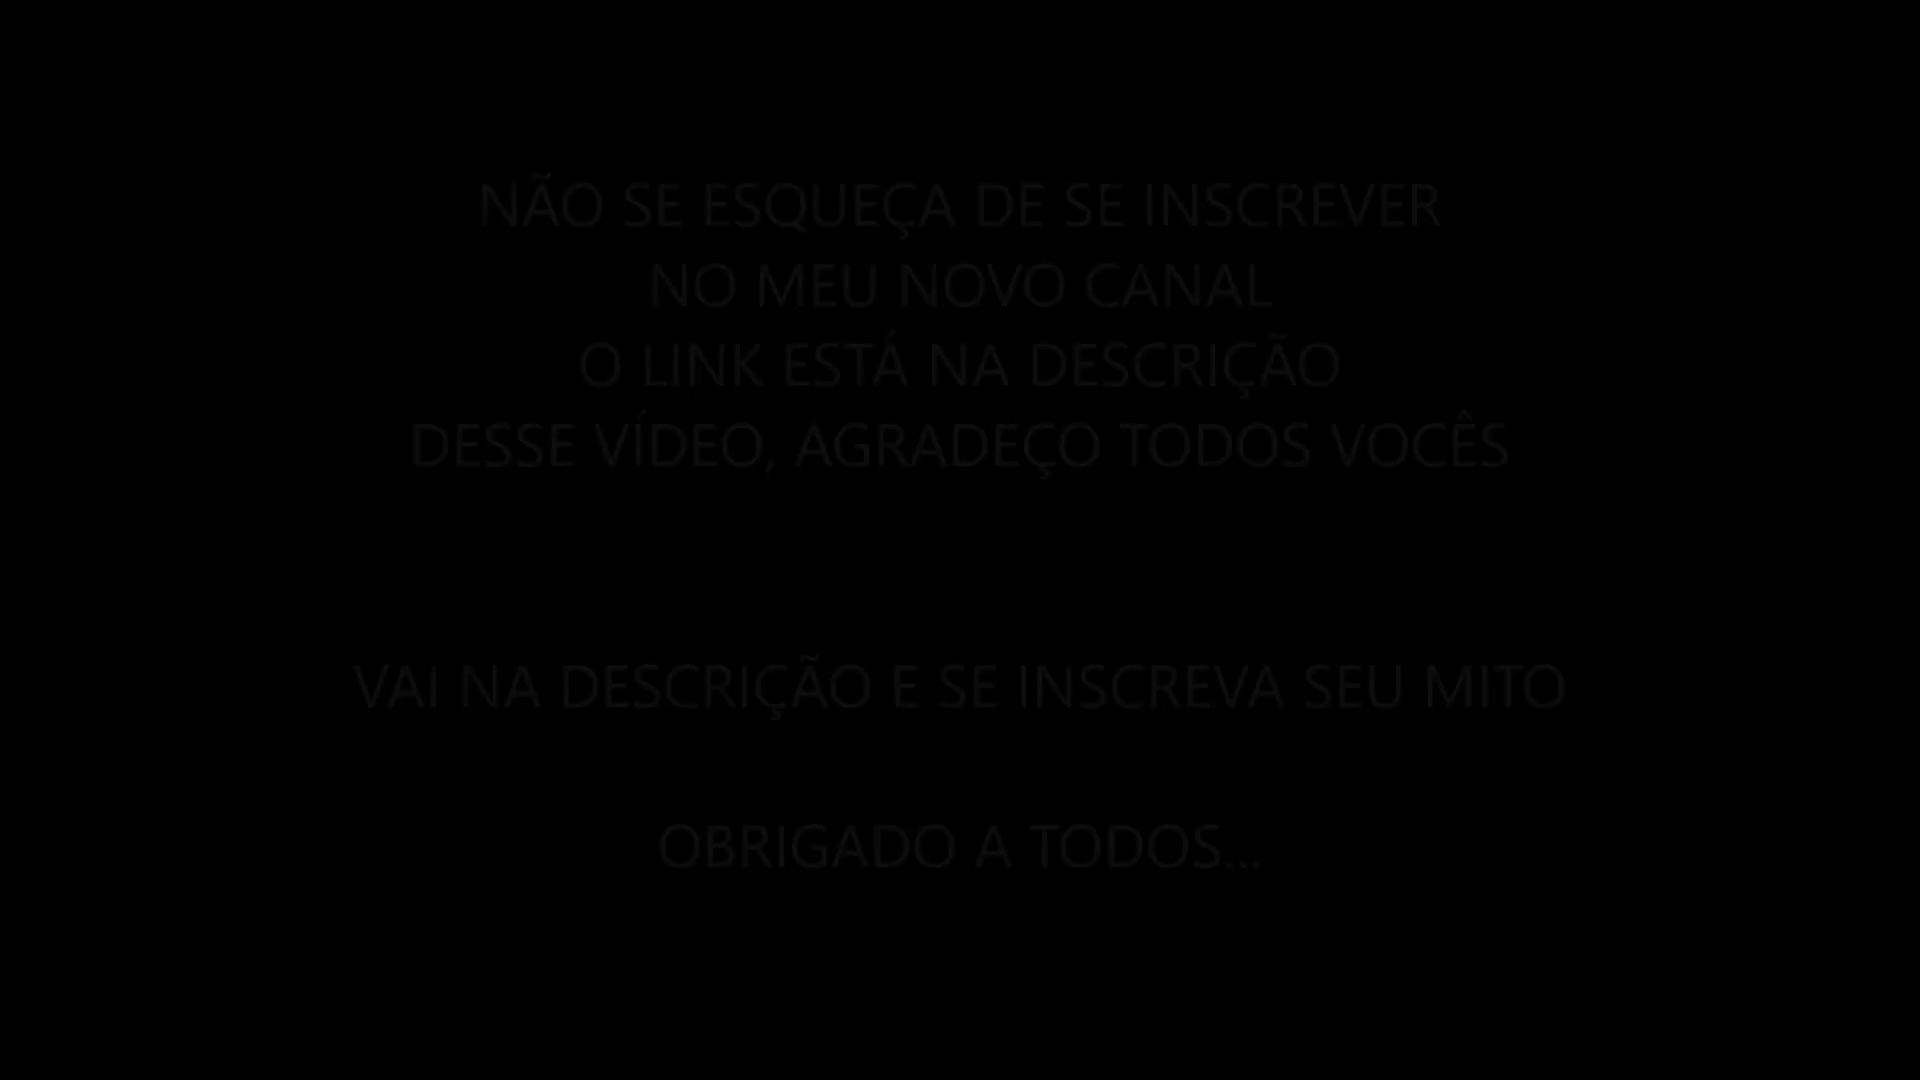 NÃO SE ESQUEÇA DE SE INSCREVER
NO MEU NOVO CANAL
O LINK ESTÁ NA DESCRIÇÃO
DESSE VÍDEO, AGRADEÇO TODOS VOCÊS
VAI NA DESCRIÇÃO E SE INSCREVA SEU MITO
OBRIGADO A TODOS...